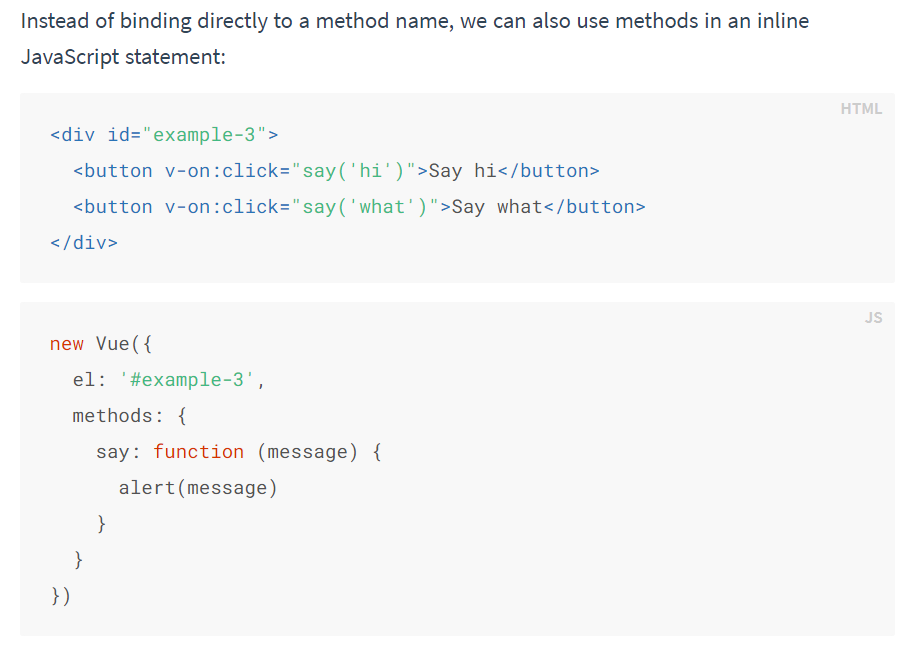 Instead of binding directly to a method name, we can also use methods in an inline
JavaScript statement:
HTML
<div id="example-3">
  <button v-on:click="say('hi')">Say hi</button>
  <button v-on:click="say('what')">Say what</button>
</div>
JS
new Vue({
  el: '#example-3',
  methods: {
    say: function (message) {
      alert(message)
    }
  }
})